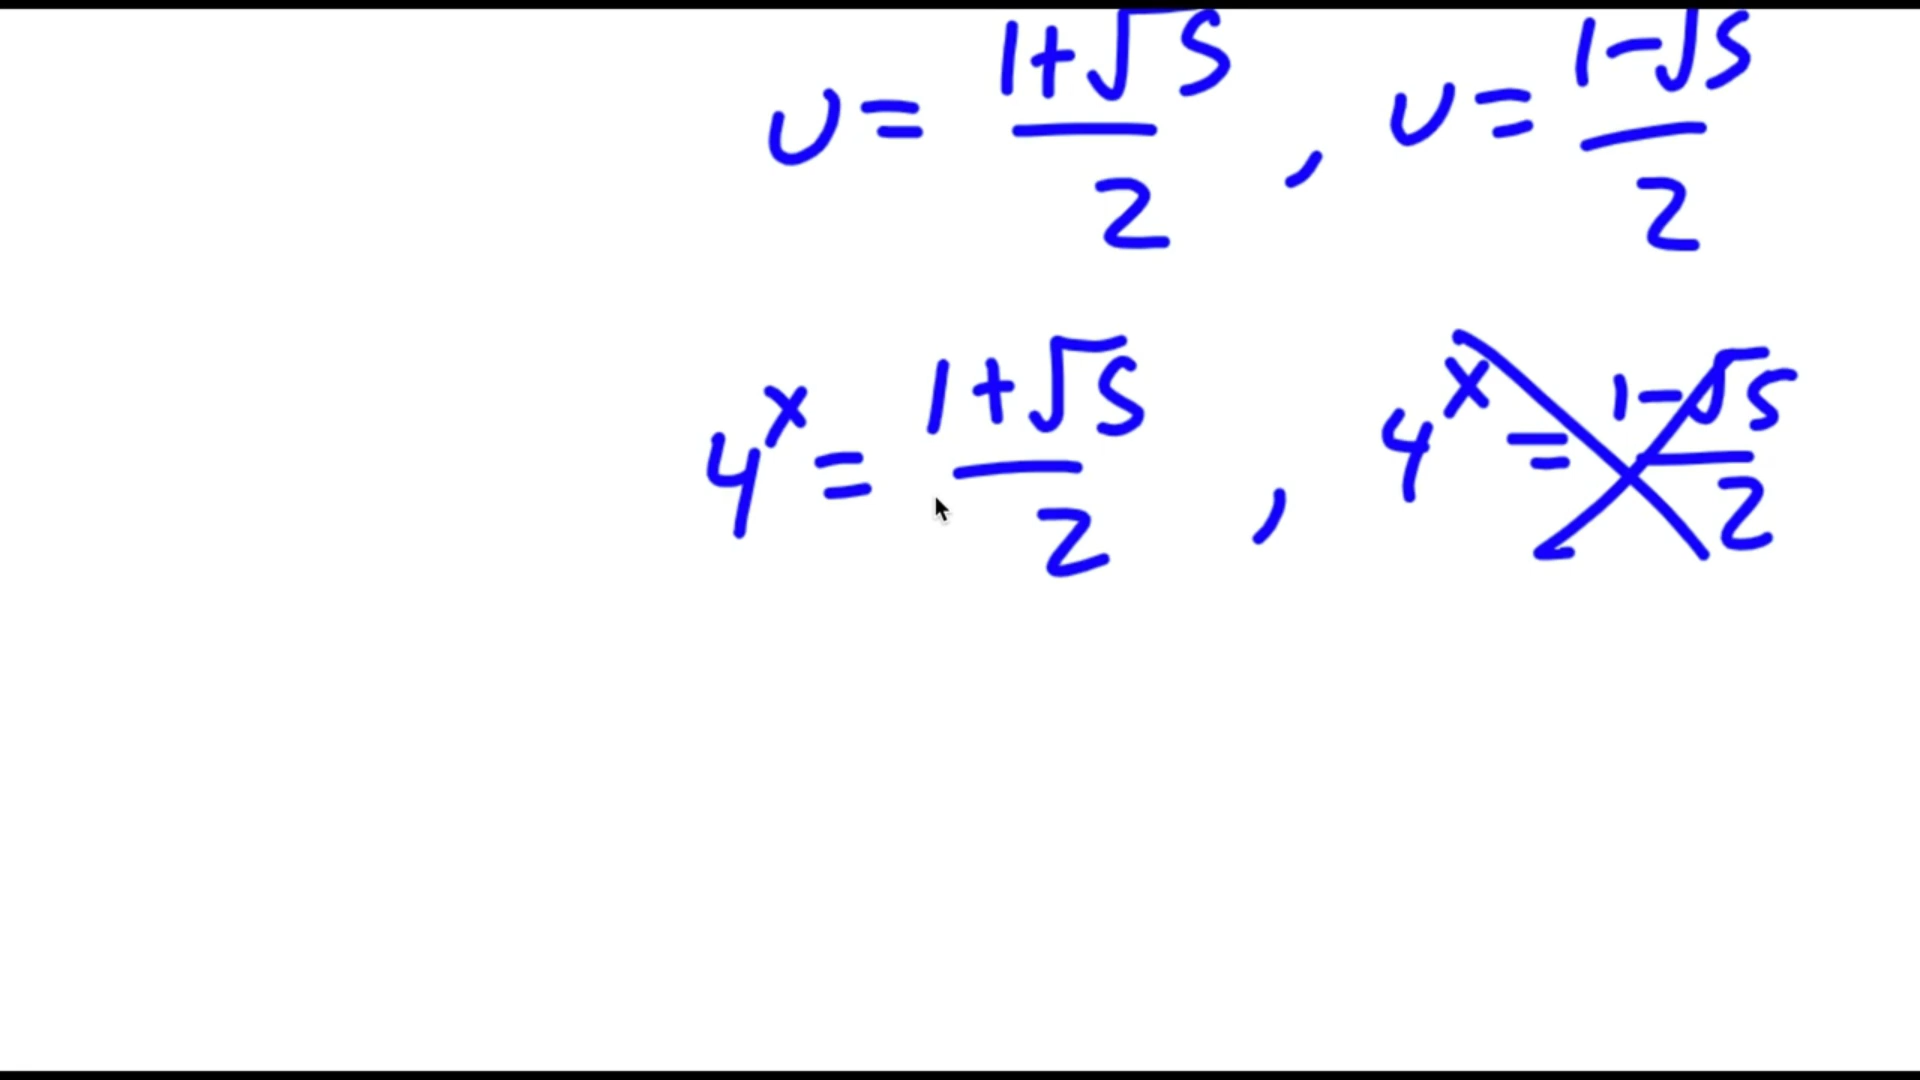 u = (1+√5)/2 , u = (1-√5)/2
4^x = (1+√5)/2 , 4^x = (1-√5)/2